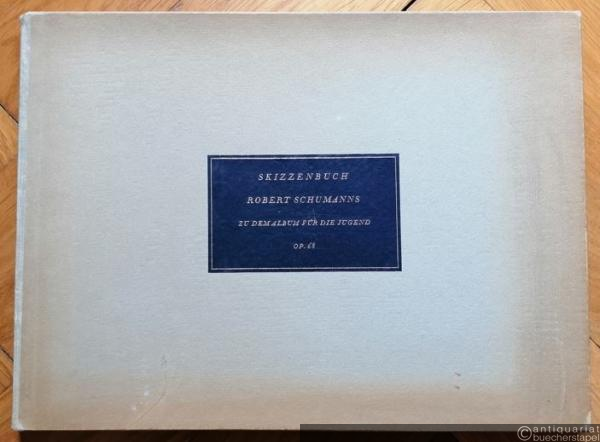 SKIZZENBUCH
ROBERT SCHUMANNS
ZU DEM ALBUM FÜR DIE JUGEND
OP. 68
©antiquariat
buecherstapel